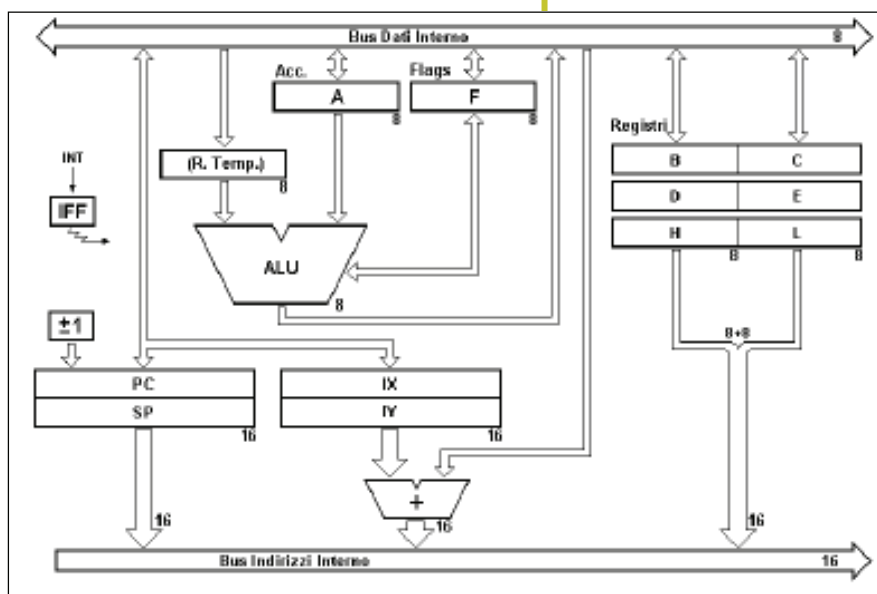 Bus Dati Interno 8
Acc. Flags
A F
8 8
Registri
(R. Temp.) B C
8
INT
IFF D E
H L
8 8
ALU
8
±1
8+8
PC IX
SP IY
16 16
+
16 16 16
Bus Indirizzi Interno 16